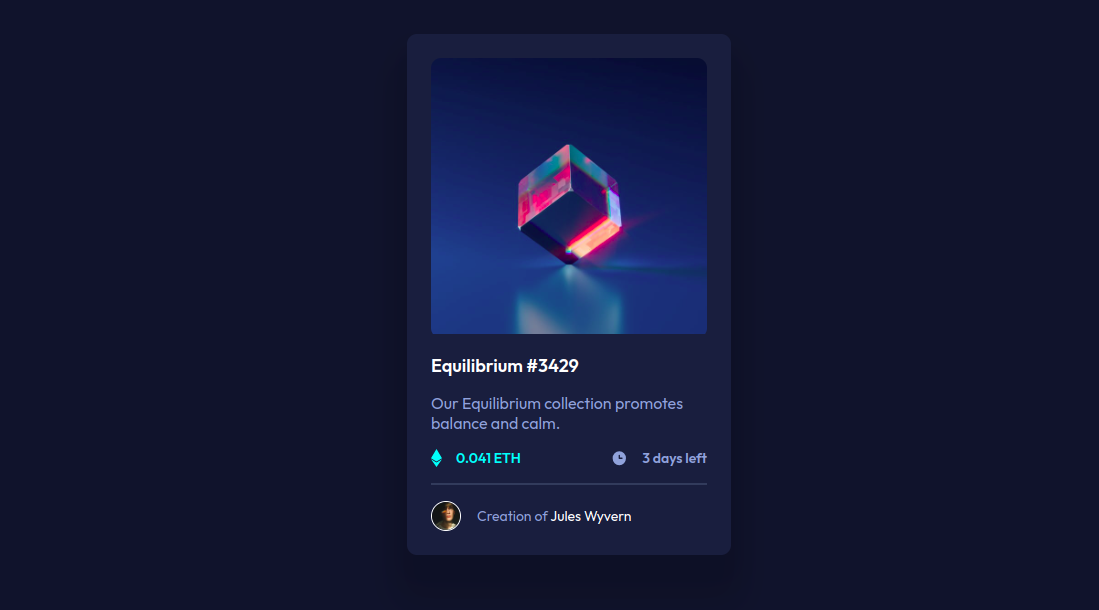 Equilibrium #3429
Our Equilibrium collection promotes
balance and calm.
0.041 ETH
3 days left
Creation of Jules Wyvern